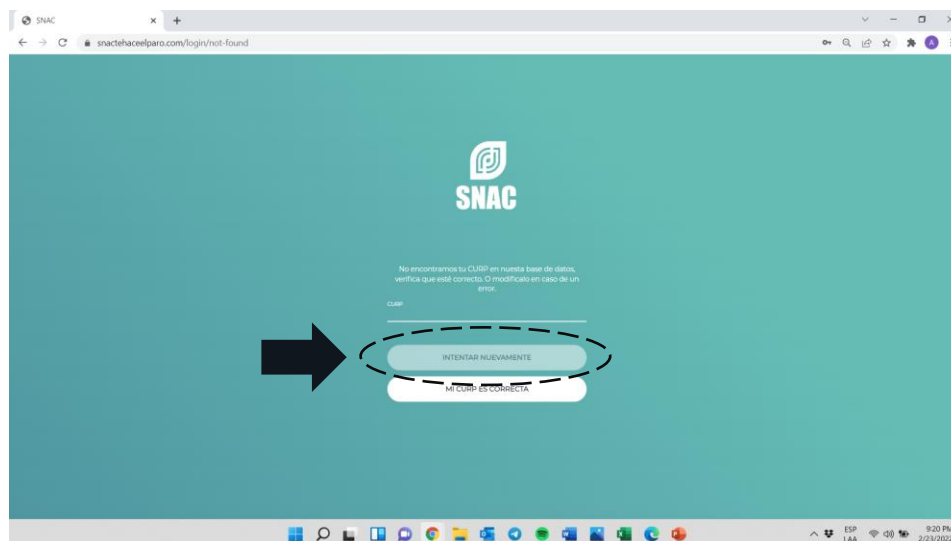 SNAC
snactehaceelparo.com/login/not-found
A
SNAC
No encontramos tu CURP en nuesta base de datos,
verifica que esté correcto. O modifícalo en caso de un
error.
CURP
INTENTAR NUEVAMENTE
MI CURP ES CORRECTA
ESP
LAA
9:20 PM